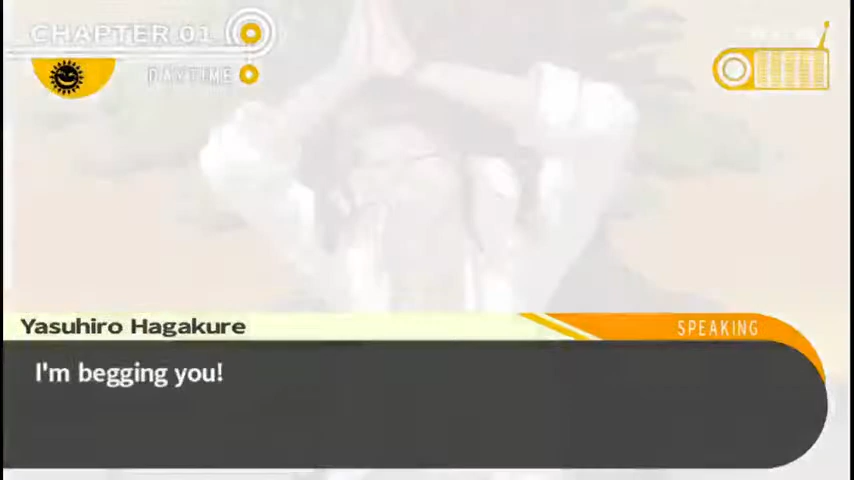 CHAPTER 01
DAYTIME
Yasuhiro Hagakure
SPEAKING
I'm begging you!